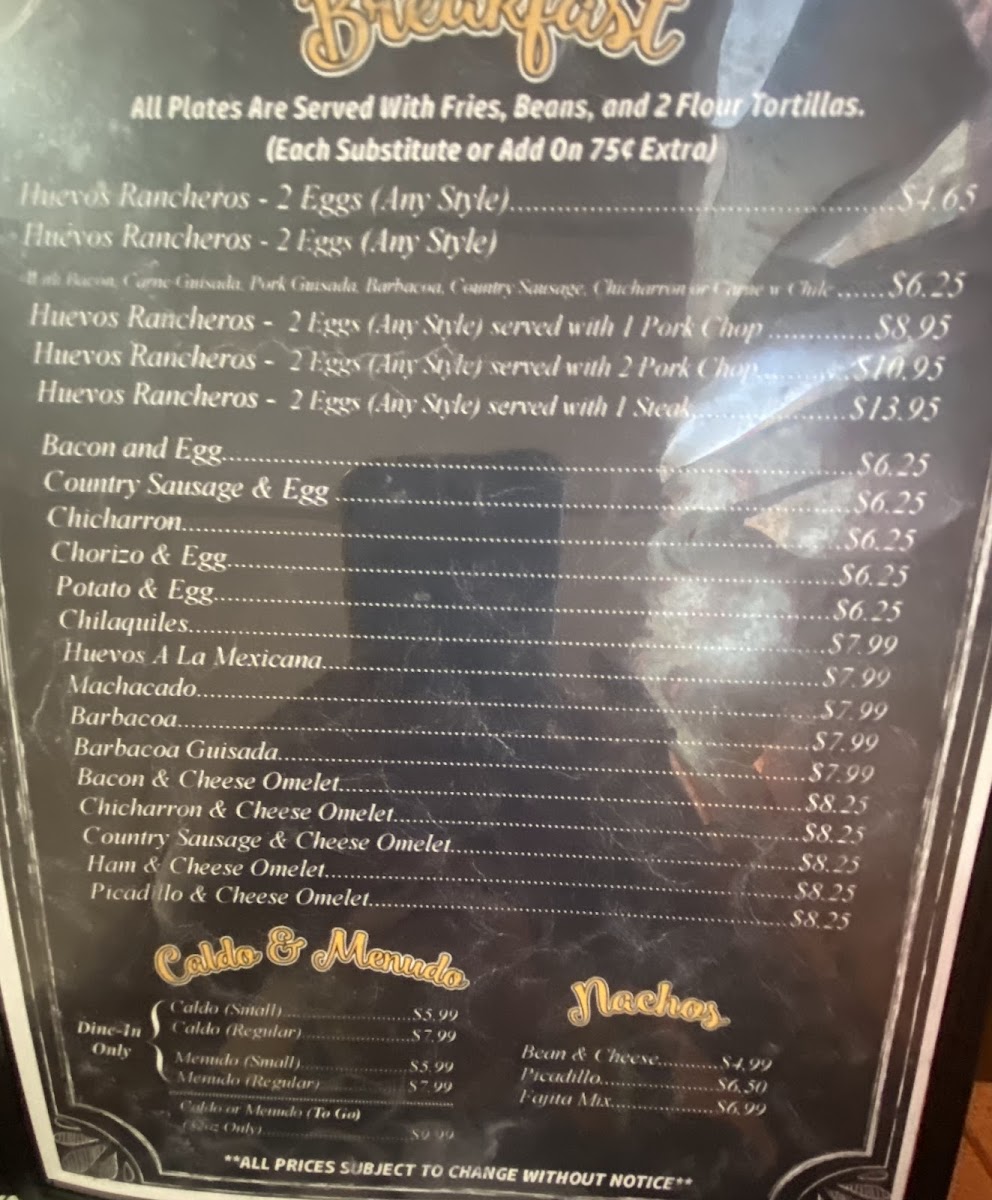 Breakfast
All Plates Are Served With Fries, Beans, and 2 Flour Tortillas.
(Each Substitute or Add On 75¢ Extra)
Huevos Rancheros - 2 Eggs (Any Style)........$4.65
Huevos Rancheros - 2 Eggs (Any Style)
With Bacon, Carne Guisada, Pork Guisada, Barbacoa, Country Sausage, Chicharron or Carne w Chile ........$6.25
Huevos Rancheros - 2 Eggs (Any Style) served with 1 Pork Chop ........$8.95
Huevos Rancheros - 2 Eggs (Any Style) served with 2 Pork Chop........$10.95
Huevos Rancheros - 2 Eggs (Any Style) served with 1 Steak........$13.95
Bacon and Egg........$6.25
Country Sausage & Egg ........$6.25
Chicharron........$6.25
Chorizo & Egg........$6.25
Potato & Egg........$6.25
Chilaquiles........$7.99
Huevos A La Mexicana........$7.99
Machacado........$7.99
Barbacoa........$7.99
Barbacoa Guisada........$7.99
Bacon & Cheese Omelet........$8.25
Chicharron & Cheese Omelet........$8.25
Country Sausage & Cheese Omelet........$8.25
Ham & Cheese Omelet........$8.25
Picadillo & Cheese Omelet........$8.25
Caldo & Menudo
Dine-In
Only
Caldo (Small)........$5.99
Caldo (Regular)........$7.99
Menudo (Small)........$5.99
Menudo (Regular)........$7.99
Caldo or Menudo (To Go)
Only)........$9.99
Nachos
Bean & Cheese........$4.99
Picadillo........$6.50
Fajita Mix........$6.99
**ALL PRICES SUBJECT TO CHANGE WITHOUT NOTICE**